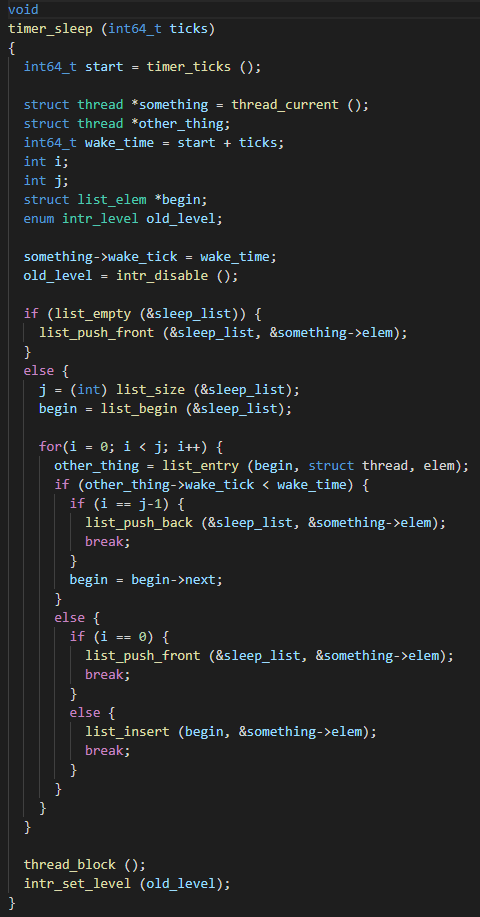 void
timer_sleep (int64_t ticks)
{
  int64_t start = timer_ticks ();

  struct thread *something = thread_current ();
  struct thread *other_thing;
  int64_t wake_time = start + ticks;
  int i;
  int j;
  struct list_elem *begin;
  enum intr_level old_level;

  something->wake_tick = wake_time;
  old_level = intr_disable ();

  if (list_empty (&sleep_list)) {
    list_push_front (&sleep_list, &something->elem);
  }
  else {
    j = (int) list_size (&sleep_list);
    begin = list_begin (&sleep_list);

    for(i = 0; i < j; i++) {
      other_thing = list_entry (begin, struct thread, elem);
      if (other_thing->wake_tick < wake_time) {
        if (i == j-1) {
          list_push_back (&sleep_list, &something->elem);
          break;
        }
        begin = begin->next;
      }
      else {
        if (i == 0) {
          list_push_front (&sleep_list, &something->elem);
          break;
        }
        else {
          list_insert (begin, &something->elem);
          break;
        }
      }
    }
  }

  thread_block ();
  intr_set_level (old_level);
}